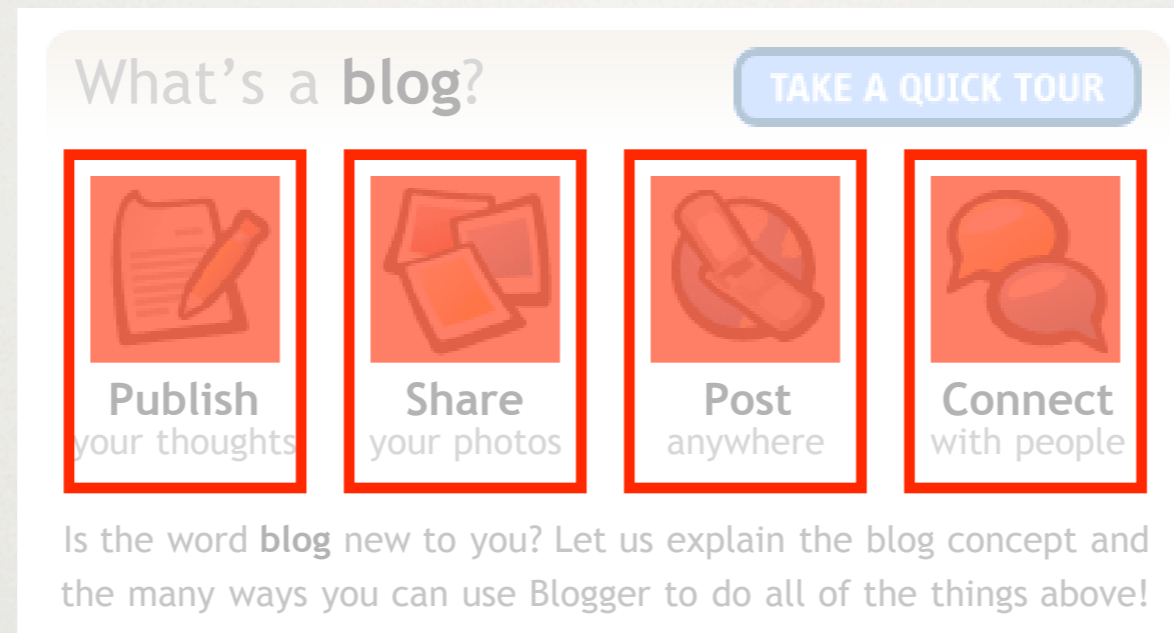 What's a blog?
TAKE A QUICK TOUR
Publish
your thoughts
Share
your photos
Post
anywhere
Connect
with people
Is the word blog new to you? Let us explain the blog concept and
the many ways you can use Blogger to do all of the things above!